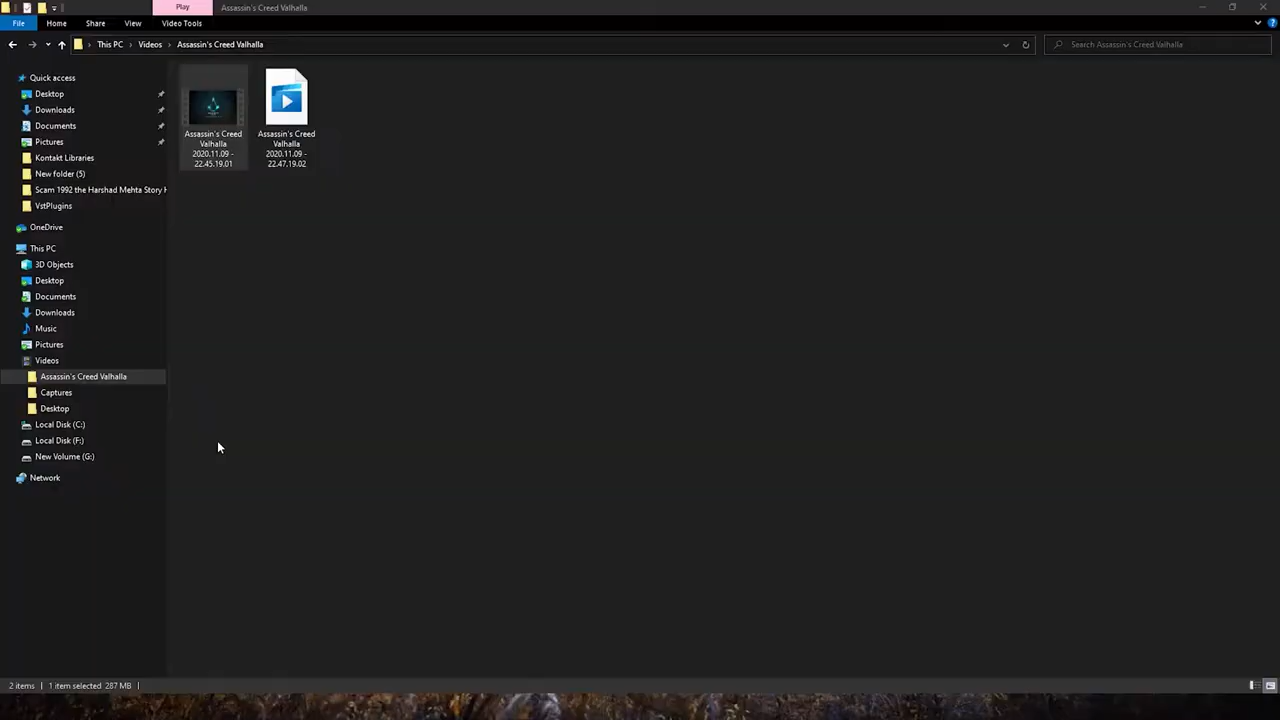 Play
Assassin's Creed Valhalla
File
Home
Share
View
Video Tools
This PC
Videos
Assassin's Creed Valhalla
Search Assassin's Creed Valhalla
Quick access
Desktop
Downloads
Documents
Pictures
Kontakt Libraries
New folder (5)
Scam 1992 the Harshad Mehta Story H
VstPlugins
OneDrive
This PC
3D Objects
Desktop
Documents
Downloads
Music
Pictures
Videos
Assassin's Creed Valhalla
Captures
Desktop
Local Disk (C:)
Local Disk (F:)
New Volume (G:)
Network
Assassin's Creed
Valhalla
2020.11.09 -
22.45.19.01
Assassin's Creed
Valhalla
2020.11.09 -
22.47.19.02
2 items
1 item selected 287 MB